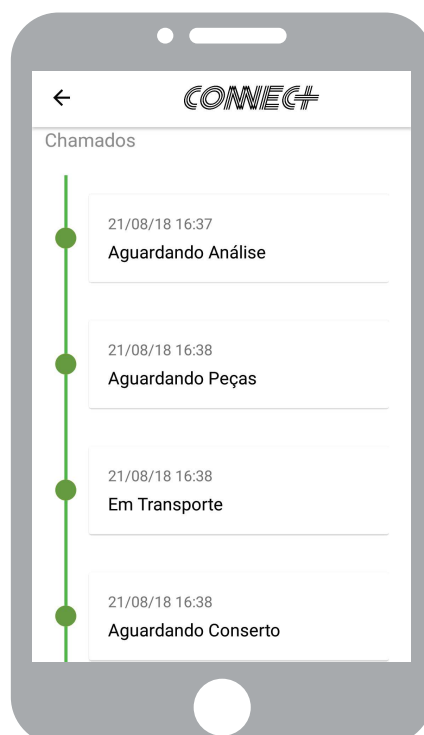 CONNECT
Chamados
21/08/18 16:37
Aguardando Análise
21/08/18 16:38
Aguardando Peças
21/08/18 16:38
Em Transporte
21/08/18 16:38
Aguardando Conserto